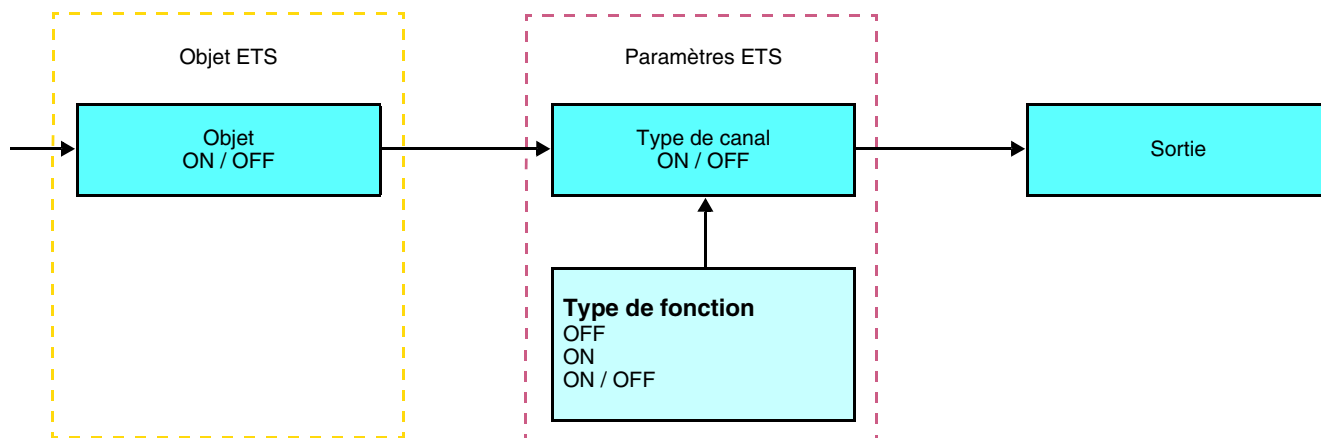 Objet ETS
Paramètres ETS
Objet
ON / OFF
Type de canal
ON / OFF
Sortie
Type de fonction
OFF
ON
ON / OFF